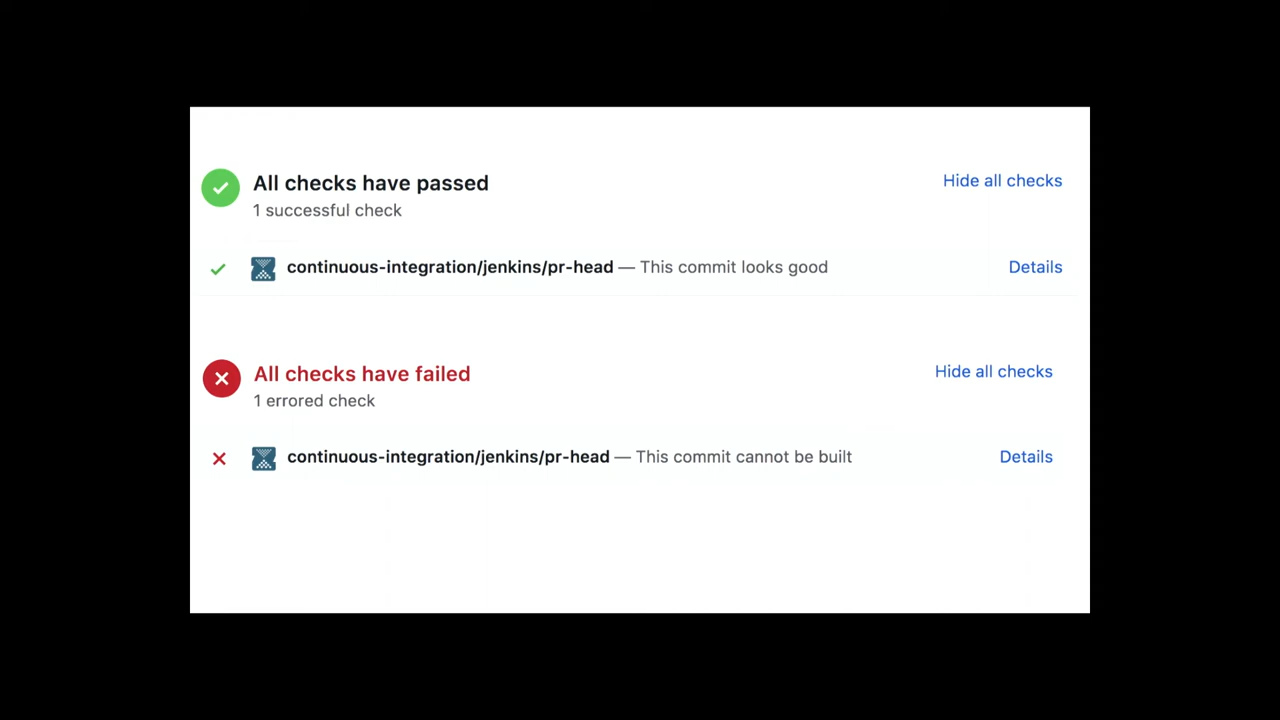 All checks have passed
Hide all checks
1 successful check
continuous-integration/jenkins/pr-head — This commit looks good
Details
All checks have failed
Hide all checks
1 errored check
continuous-integration/jenkins/pr-head — This commit cannot be built
Details